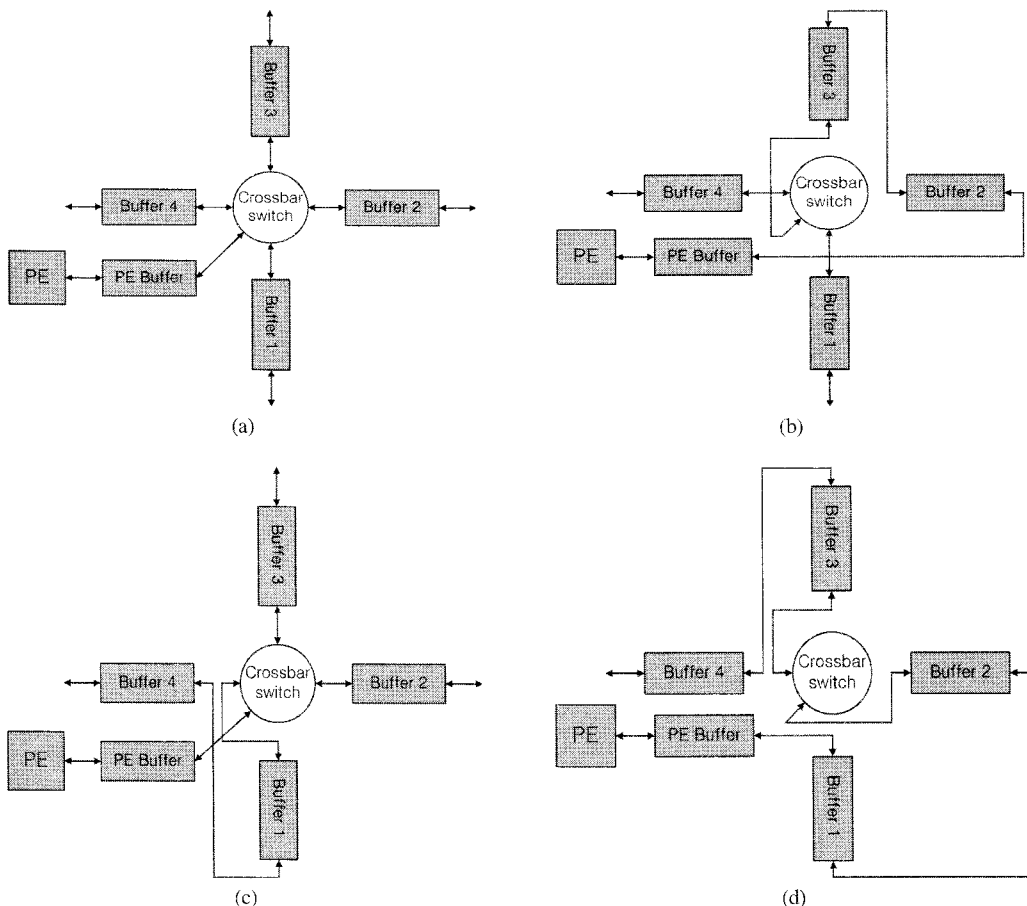 Buffer 3
Crossbar
switch
Buffer 4
Buffer 2
PE
PE Buffer
Buffer 1
(a)
Buffer 3
Crossbar
switch
Buffer 4
Buffer 2
PE
PE Buffer
Buffer 1
(b)
Buffer 3
Crossbar
switch
Buffer 4
Buffer 2
PE
PE Buffer
Buffer 1
(c)
Buffer 3
Crossbar
switch
Buffer 4
Buffer 2
PE
PE Buffer
Buffer 1
(d)